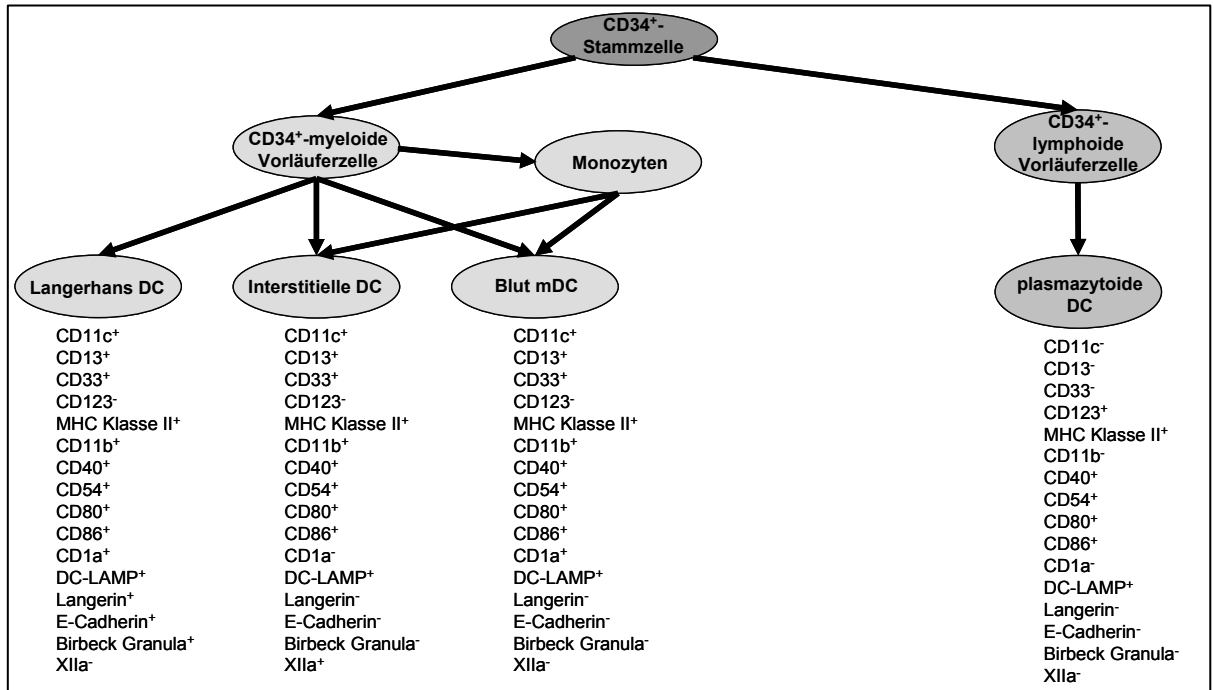 CD34⁺-
Stammzelle
CD34⁺-myeloide
Vorläuferzelle
Monozyten
CD34⁺-
lymphoide
Vorläuferzelle
Langerhans DC
Interstitielle DC
Blut mDC
plasmazytoide
DC
CD11c⁺
CD13⁺
CD33⁺
CD123⁻
MHC Klasse II⁺
CD11b⁺
CD40⁺
CD54⁺
CD80⁺
CD86⁺
CD1a⁺
DC-LAMP⁺
Langerin⁺
E-Cadherin⁺
Birbeck Granula⁺
XIIa⁻
CD11c⁺
CD13⁺
CD33⁺
CD123⁻
MHC Klasse II⁺
CD11b⁺
CD40⁺
CD54⁺
CD80⁺
CD86⁺
CD1a⁻
DC-LAMP⁺
Langerin⁻
E-Cadherin⁻
Birbeck Granula⁻
XIIa⁺
CD11c⁺
CD13⁺
CD33⁺
CD123⁻
MHC Klasse II⁺
CD11b⁺
CD40⁺
CD54⁺
CD80⁺
CD86⁺
CD1a⁺
DC-LAMP⁺
Langerin⁻
E-Cadherin⁻
Birbeck Granula⁻
XIIa⁻
CD11c⁻
CD13⁻
CD33⁻
CD123⁺
MHC Klasse II⁺
CD11b⁻
CD40⁺
CD54⁺
CD80⁺
CD86⁺
CD1a⁻
DC-LAMP⁺
Langerin⁻
E-Cadherin⁻
Birbeck Granula⁻
XIIa⁻